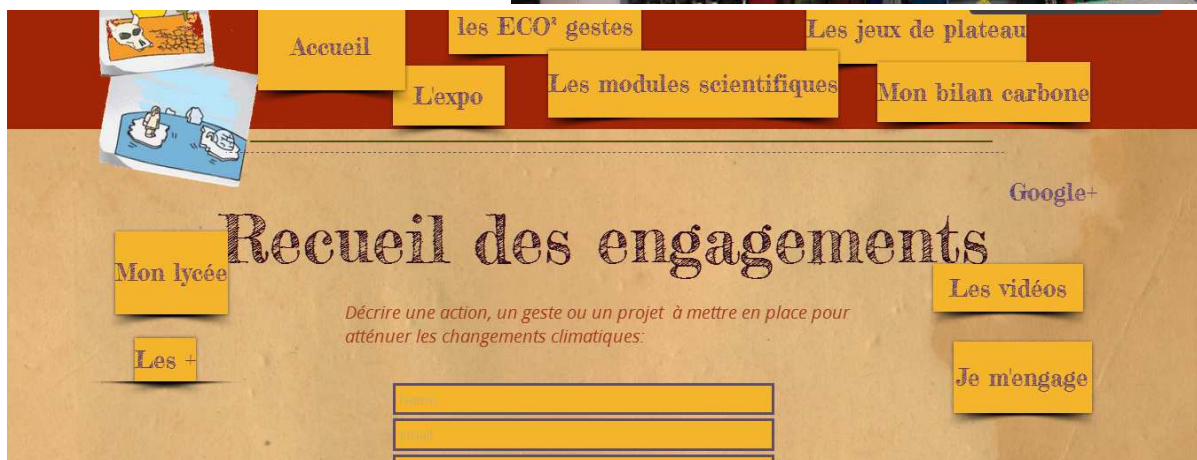 Accueil
les ECO² gestes
Les jeux de plateau
L'expo
Les modules scientifiques
Mon bilan carbone
Google+
Recueil des engagements
Mon lycée
Les vidéos
Décrire une action, un geste ou un projet à mettre en place pour
atténuer les changements climatiques:
Les +
Je m'engage